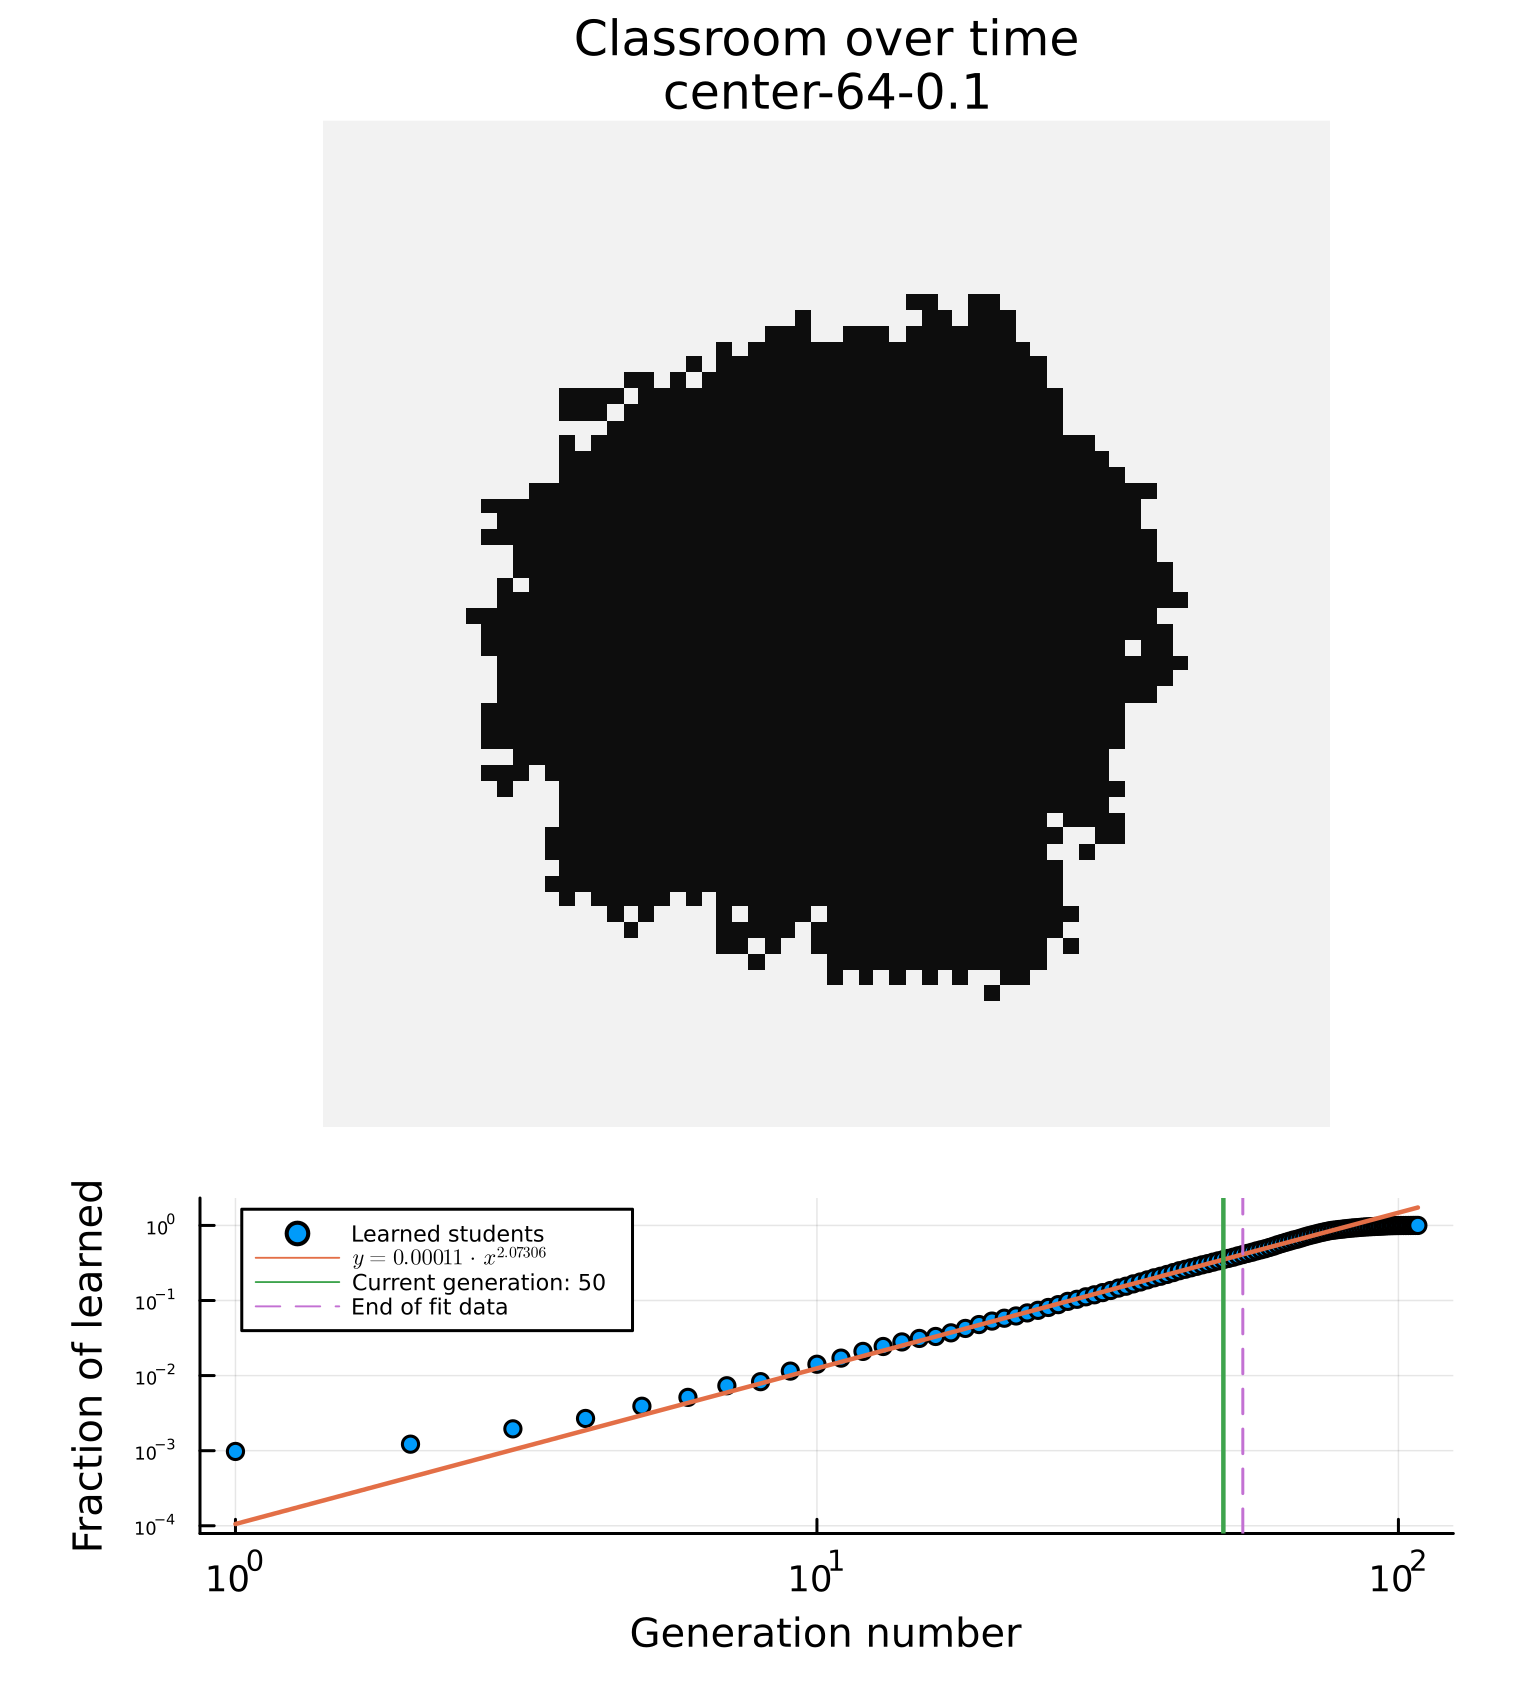 Classroom over time
center-64-0.1
Fraction of learned
10^0
10^-1
10^-2
10^-3
10^-4
Learned students
y = 0.00011 · x^2.07306
Current generation: 50
End of fit data
10^0 10^1 10^2
Generation number